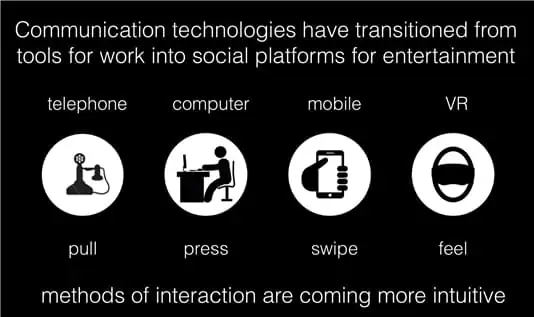 Communication technologies have transitioned from
tools for work into social platforms for entertainment
telephone computer mobile VR
pull press swipe feel
methods of interaction are coming more intuitive